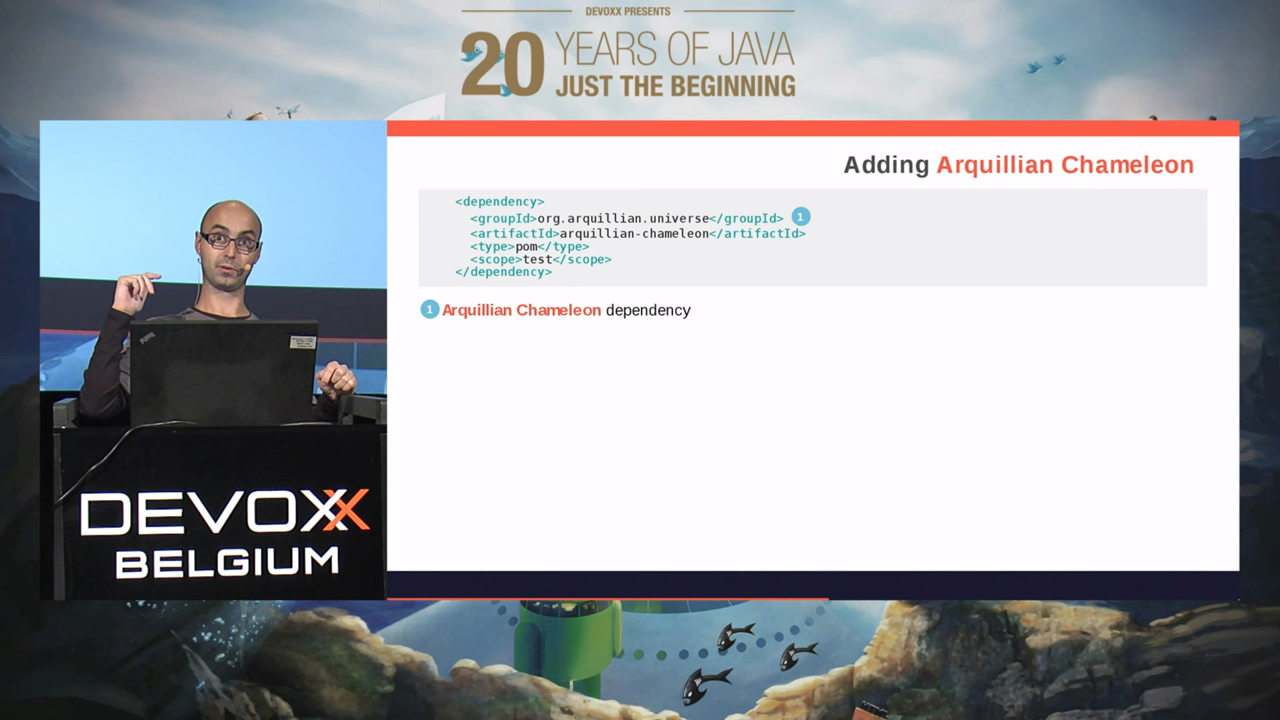 DEVOXX PRESENTS
20 YEARS OF JAVA
JUST THE BEGINNING
Adding Arquillian Chameleon
<dependency>
<groupId>org.arquillian.universe</groupId> 1
<artifactId>arquillian-chameleon</artifactId>
<type>pom</type>
<scope>test</scope>
</dependency>
1 Arquillian Chameleon dependency
DEVOXX
BELGIUM